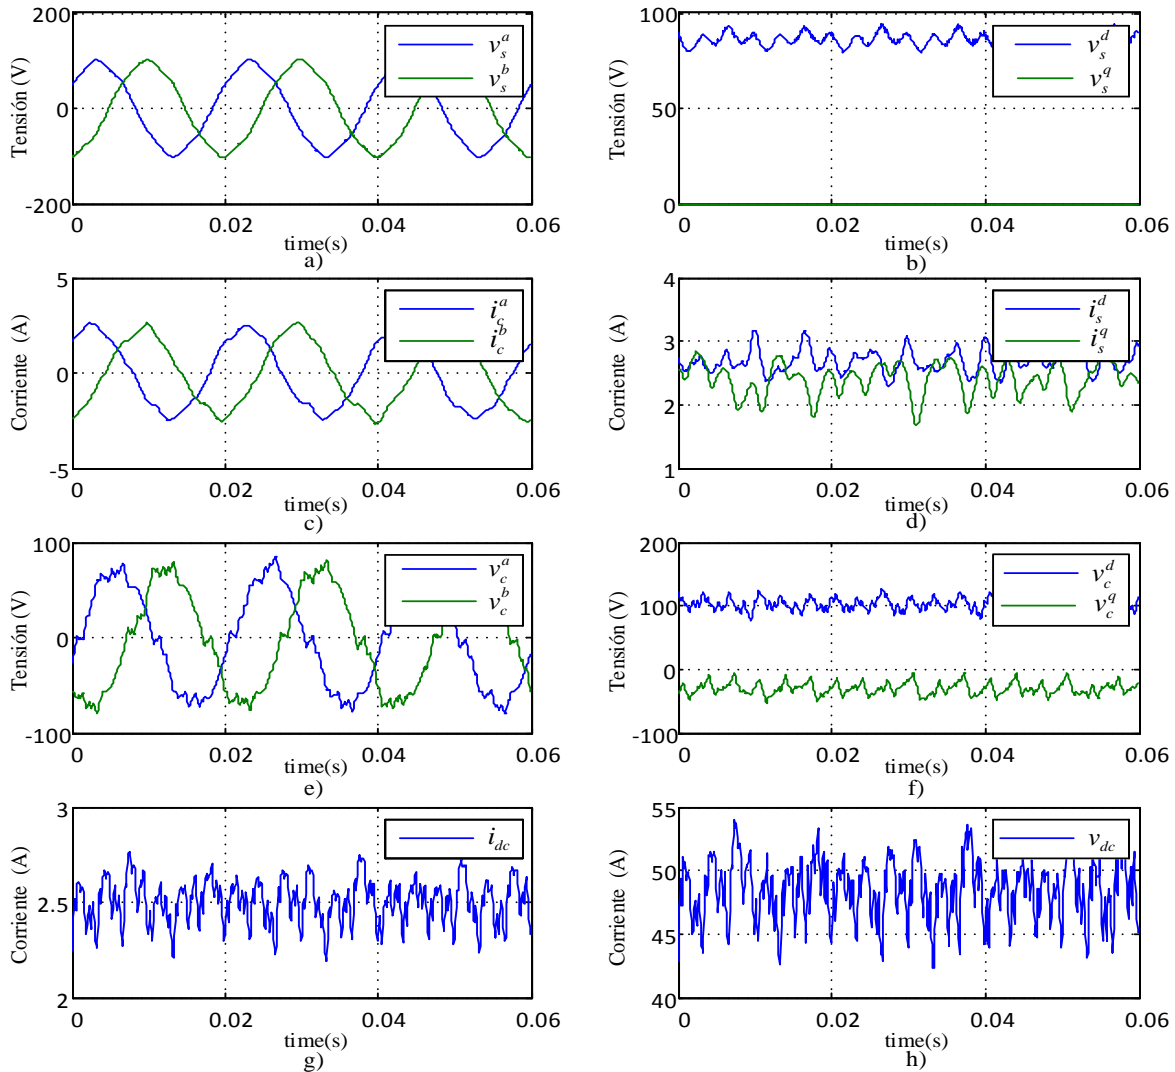 Tensión (V)
200
0
-200
v_s^a
v_s^b
0
0.02
0.04
0.06
time(s)
a)
Tensión (V)
100
50
0
v_s^d
v_s^q
0
0.02
0.04
0.06
time(s)
b)
Corriente (A)
5
0
-5
i_c^a
i_c^b
0
0.02
0.04
0.06
time(s)
c)
Corriente (A)
4
3
2
1
i_s^d
i_s^q
0
0.02
0.04
0.06
time(s)
d)
Tensión (V)
100
0
-100
v_c^a
v_c^b
0
0.02
0.04
0.06
time(s)
e)
Tensión (V)
200
100
0
-100
v_c^d
v_c^q
0
0.02
0.04
0.06
time(s)
f)
Corriente (A)
3
2.5
2
i_dc
0
0.02
0.04
0.06
time(s)
g)
Corriente (A)
55
50
45
40
v_dc
0
0.02
0.04
0.06
time(s)
h)